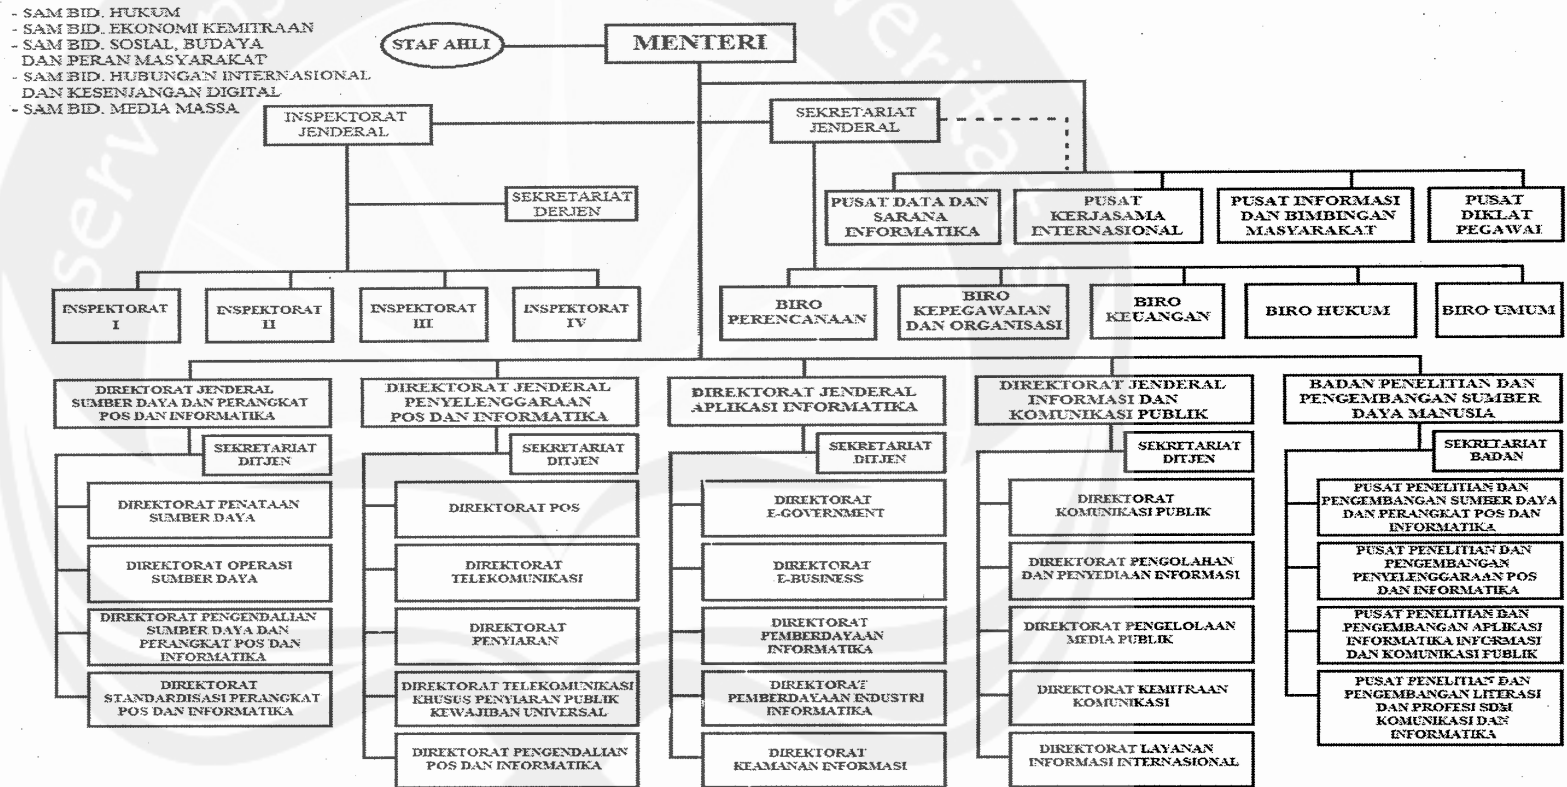 - SAM BID. HUKUM
- SAM BID. EKONOMI KEMITRAAN
- SAM BID. SOSIAL, BUDAYA
DAN PERAN MASYARAKAT
- SAM BID. HUBUNGAN INTERNASIONAL
DAN KESENJANGAN DIGITAL
- SAM BID. MEDIA MASSA
STAF AHLI
MENTERI
INSPEKTORAT
JENDERAL
SEKRETARIAT
JENDERAL
SEKRETARIAT
DERJEN
PUSAT DATA DAN
SARANA
INFORMATIKA
PUSAT
KERJASAMA
INTERNASIONAL
PUSAT INFORMASI
DAN BIMBINGAN
MASYARAKAT
PUSAT
DIKLAT
PEGAWAI
INSPEKTORAT
I
INSPEKTORAT
II
INSPEKTORAT
III
INSPEKTORAT
IV
BIRO
PERENCANAAN
BIRO
KEPEGAWAIAN
DAN ORGANISASI
BIRO
KEUANGAN
BIRO HUKUM
BIRO UMUM
DIREKTORAT JENDERAL
SUMBER DAYA DAN PERANGKAT
POS DAN INFORMATIKA
SEKRETARIAT
DITJEN
DIREKTORAT PENATAAN
SUMBER DAYA
DIREKTORAT OPERASI
SUMBER DAYA
DIREKTORAT PENGENDALIAN
SUMBER DAYA DAN
PERANGKAT POS DAN
INFORMATIKA
DIREKTORAT
STANDARDISASI PERANGKAT
POS DAN INFORMATIKA
DIREKTORAT JENDERAL
PENYELENGGARAAN
POS DAN INFORMATIKA
SEKRETARIAT
DITJEN
DIREKTORAT POS
DIREKTORAT
TELEKOMUNIKASI
DIREKTORAT
PENYIARAN
DIREKTORAT TELEKOMUNIKASI
KHUSUS PENYIARAN PUBLIK
KEWAJIBAN UNIVERSAL
DIREKTORAT PENGENDALIAN
POS DAN INFORMATIKA
DIREKTORAT JENDERAL
APLIKASI INFORMATIKA
SEKRETARIAT
DITJEN
DIREKTORAT
E-GOVERNMENT
DIREKTORAT
E-BUSINESS
DIREKTORAT
PEMBERDAYAAN
INFORMATIKA
DIREKTORAT
PEMBERDAYAAN INDUSTRI
INFORMATIKA
DIREKTORAT
KEAMANAN INFORMASI
DIREKTORAT JENDERAL
INFORMASI DAN
KOMUNIKASI PUBLIK
SEKRETARIAT
DITJEN
DIREKTORAT
KOMUNIKASI PUBLIK
DIREKTORAT PENGOLAHAN
DAN PENYEDIAAN INFORMASI
DIREKTORAT PENGELOLAAN
MEDIA PUBLIK
DIREKTORAT KEMITRAAN
KOMUNIKASI
DIREKTORAT LAYANAN
INFORMASI INTERNASIONAL
BADAN PENELITIAN DAN
PENGEMBANGAN SUMBER
DAYA MANUSIA
SEKRETARIAT
BADAN
PUSAT PENELITIAN DAN
PENGEMBANGAN SUMBER DAYA
DAN PERANGKAT POS DAN
INFORMATIKA
PUSAT PENELITIAN DAN
PENGEMBANGAN
PENYELENGGARAAN POS
DAN INFORMATIKA
PUSAT PENELITIAN DAN
PENGEMBANGAN APLIKASI
INFORMATIKA INFORMASI
DAN KOMUNIKASI PUBLIK
PUSAT PENELITIAN DAN
PENGEMBANGAN LITERASI
DAN PROFESI SDM
KOMUNIKASI DAN
INFORMATIKA